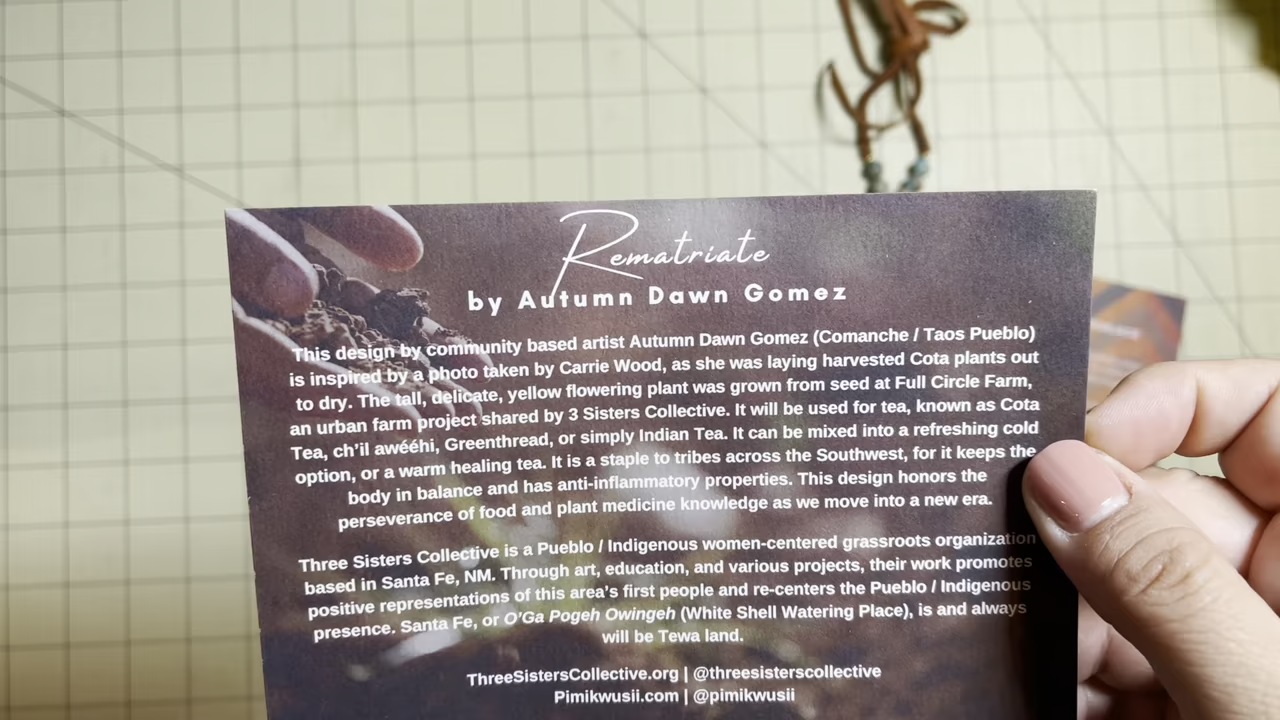 Rematriate
by Autumn Dawn Gomez
This design by community based artist Autumn Dawn Gomez (Comanche / Taos Pueblo)
is inspired by a photo taken by Carrie Wood, as she was laying harvested Cota plants out
to dry. The tall, delicate, yellow flowering plant was grown from seed at Full Circle Farm,
an urban farm project shared by 3 Sisters Collective. It will be used for tea, known as Cota
Tea, ch'il awééhi, Greenthread, or simply Indian Tea. It can be mixed into a refreshing cold
option, or a warm healing tea. It is a staple to tribes across the Southwest, for it keeps the
body in balance and has anti-inflammatory properties. This design honors the
perseverance of food and plant medicine knowledge as we move into a new era.
Three Sisters Collective is a Pueblo / Indigenous women-centered grassroots organization
based in Santa Fe, NM. Through art, education, and various projects, their work promotes
positive representations of this area's first people and re-centers the Pueblo / Indigenous
presence. Santa Fe, or O'Ga Pogeh Owingeh (White Shell Watering Place), is and always
will be Tewa land.
ThreeSistersCollective.org | @threesisterscollective
Pimikwusii.com | @pimikwusii